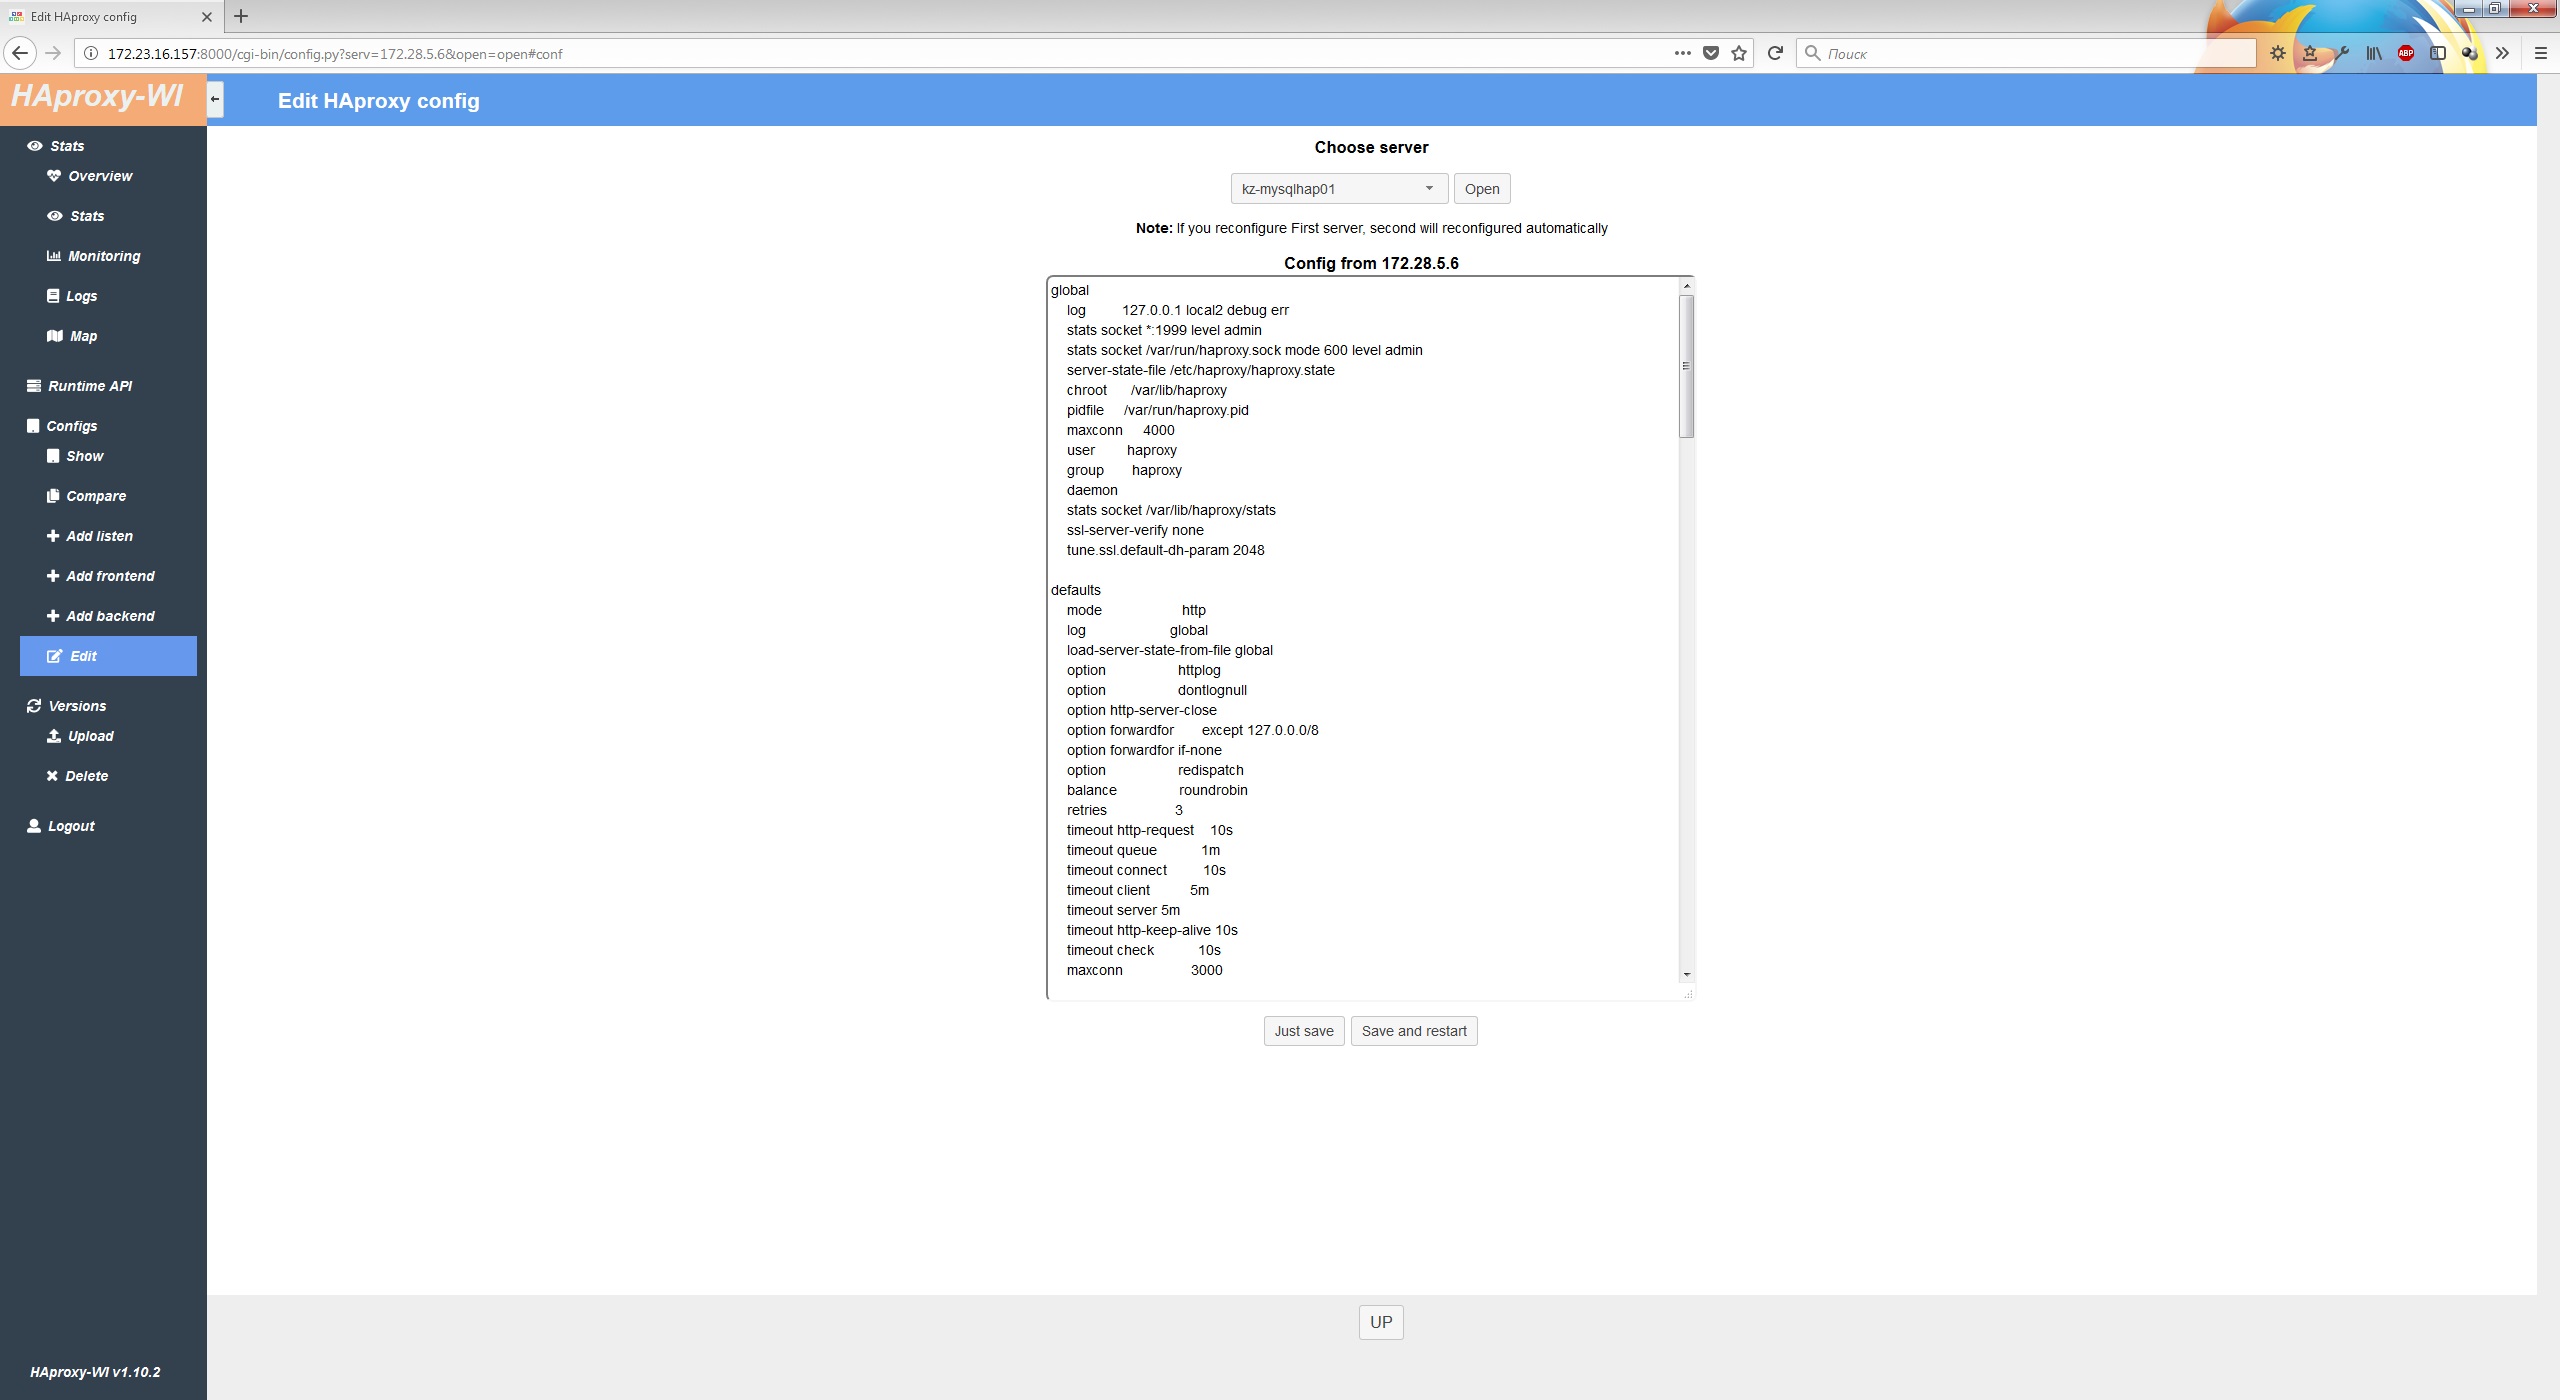 Edit HAproxy config
172.23.16.157:8000/cgi-bin/config.py?serv=172.28.5.6&open=open#conf
Поиск
ABP
HAproxy-WI
Edit HAproxy config
Stats
Overview
Stats
Monitoring
Logs
Map
Runtime API
Configs
Show
Compare
Add listen
Add frontend
Add backend
Edit
Versions
Upload
Delete
Logout
HAproxy-WI v1.10.2
Choose server
kz-mysqlhap01
Open
Note: If you reconfigure First server, second will reconfigured automatically
Config from 172.28.5.6
global
log 127.0.0.1 local2 debug err
stats socket *:1999 level admin
stats socket /var/run/haproxy.sock mode 600 level admin
server-state-file /etc/haproxy/haproxy.state
chroot /var/lib/haproxy
pidfile /var/run/haproxy.pid
maxconn 4000
user haproxy
group haproxy
daemon
stats socket /var/lib/haproxy/stats
ssl-server-verify none
tune.ssl.default-dh-param 2048
defaults
mode http
log global
load-server-state-from-file global
option httplog
option dontlognull
option http-server-close
option forwardfor except 127.0.0.0/8
option forwardfor if-none
option redispatch
balance roundrobin
retries 3
timeout http-request 10s
timeout queue 1m
timeout connect 10s
timeout client 5m
timeout server 5m
timeout http-keep-alive 10s
timeout check 10s
maxconn 3000
Just save
Save and restart
UP